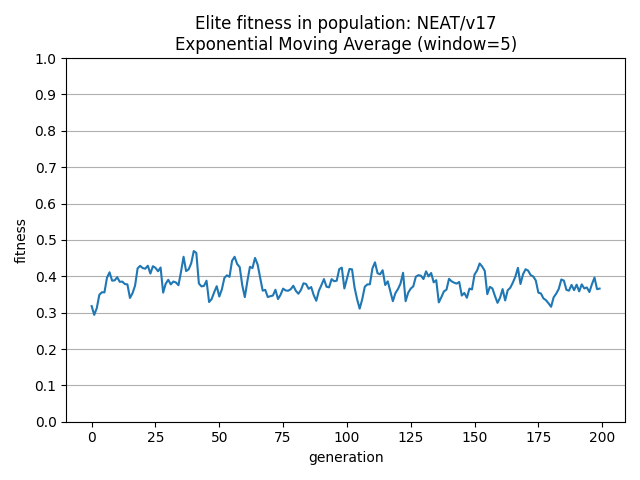 Elite fitness in population: NEAT/v17
Exponential Moving Average (window=5)
1.0
0.9
0.8
0.7
0.6
0.5
0.4
0.3
0.2
0.1
0.0
fitness
0 25 50 75 100 125 150 175 200
generation